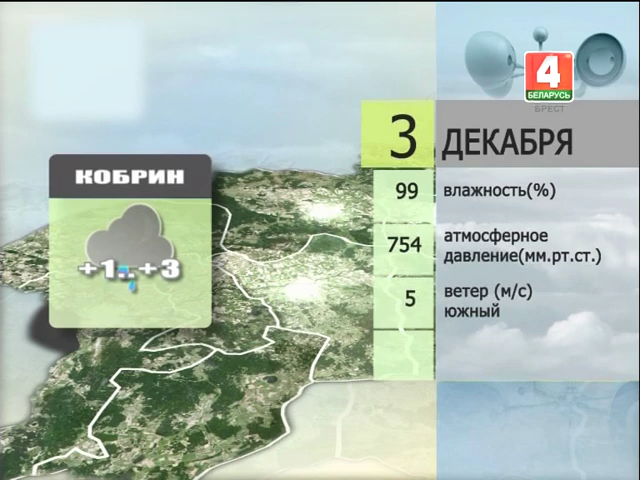 4
БЕЛАРУСЬ
БРЕСТ
3 ДЕКАБРЯ
КОБРИН
+1..+3
99 влажность(%)
754 атмосферное
давление(мм.рт.ст.)
5 ветер (м/с)
южный